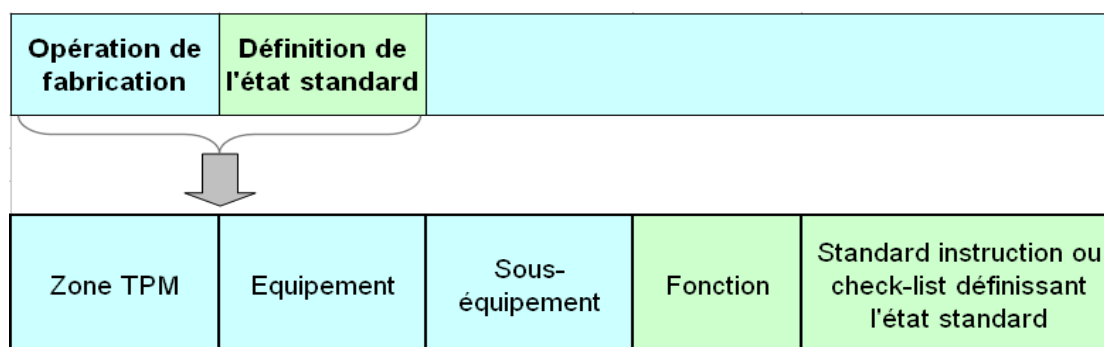 Opération de
fabrication
Définition de
l'état standard
Zone TPM
Equipement
Sous-
équipement
Fonction
Standard instruction ou
check-list définissant
l'état standard